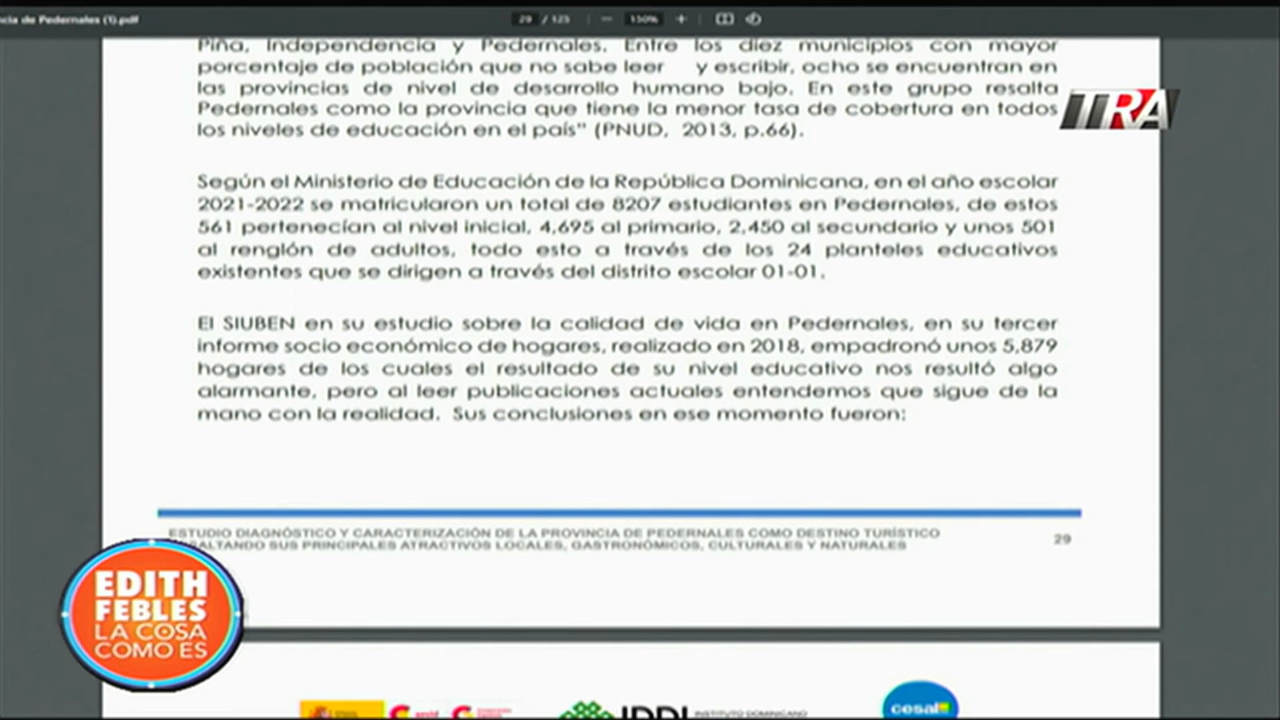 ncia de Pedernales (1).pdf
29 / 125 — 150% +
Piña, Independencia y Pedernales. Entre los diez municipios con mayor
porcentaje de población que no sabe leer y escribir, ocho se encuentran en
las provincias de nivel de desarrollo humano bajo. En este grupo resalta
Pedernales como la provincia que tiene la menor tasa de cobertura en todos
los niveles de educación en el país" (PNUD, 2013, p.66).
TRA
Según el Ministerio de Educación de la República Dominicana, en el año escolar
2021-2022 se matricularon un total de 8207 estudiantes en Pedernales, de estos
561 pertenecían al nivel inicial, 4,695 al primario, 2,450 al secundario y unos 501
al renglón de adultos, todo esto a través de los 24 planteles educativos
existentes que se dirigen a través del distrito escolar 01-01.
El SIUBEN en su estudio sobre la calidad de vida en Pedernales, en su tercer
informe socio económico de hogares, realizado en 2018, empadronó unos 5,879
hogares de los cuales el resultado de su nivel educativo nos resultó algo
alarmante, pero al leer publicaciones actuales entendemos que sigue de la
mano con la realidad. Sus conclusiones en ese momento fueron:
ESTUDIO DIAGNÓSTICO Y CARACTERIZACIÓN DE LA PROVINCIA DE PEDERNALES COMO DESTINO TURÍSTICO
SALTANDO SUS PRINCIPALES ATRACTIVOS LOCALES, GASTRONÓMICOS, CULTURALES Y NATURALES
29
EDITH
FEBLES
LA COSA
COMO ES
IDDI
INSTITUTO DOMINICANO
cesal